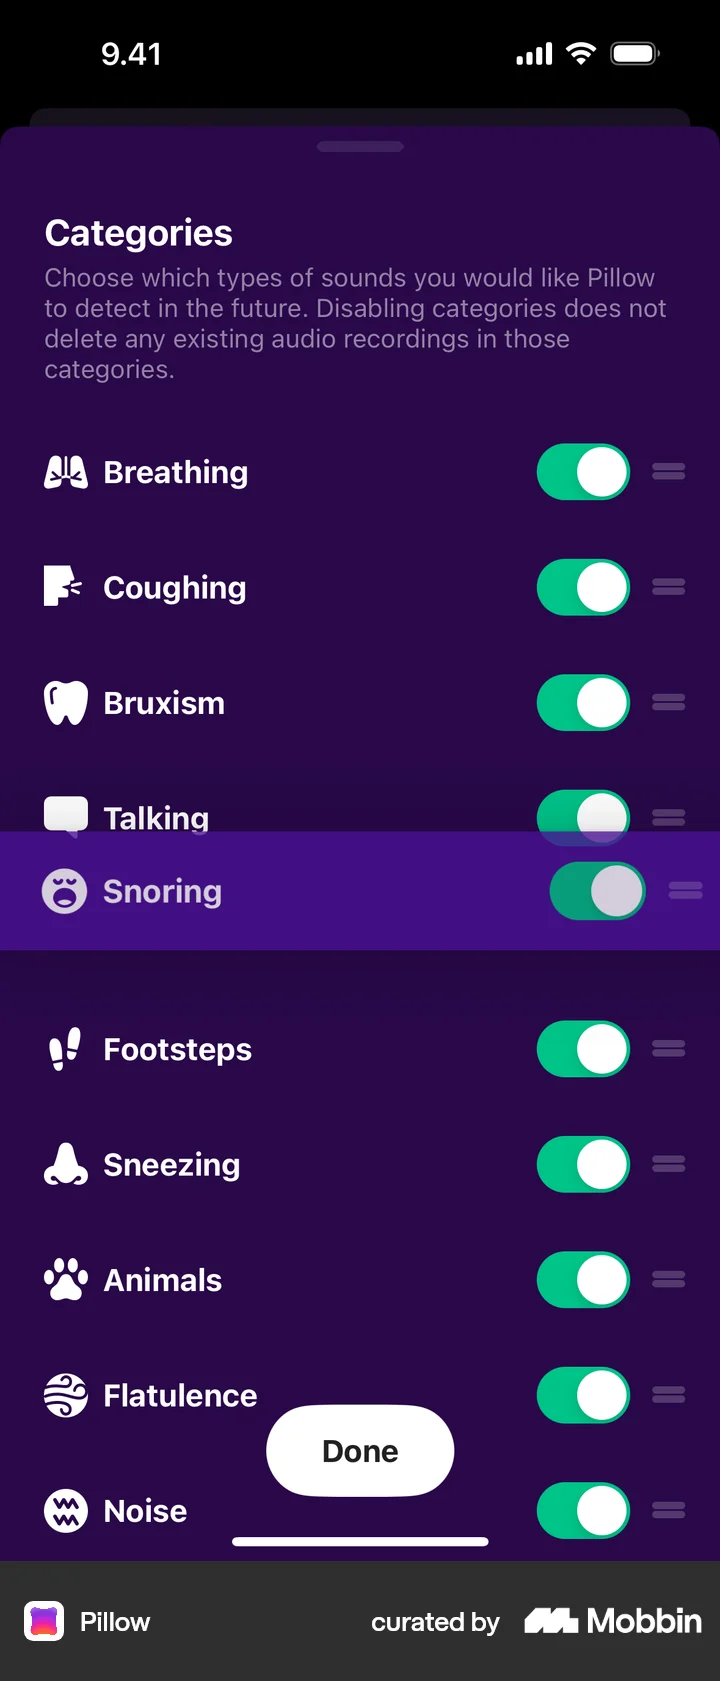 9.41
Categories
Choose which types of sounds you would like Pillow
to detect in the future. Disabling categories does not
delete any existing audio recordings in those
categories.
Breathing
Coughing
Bruxism
Talking
Snoring
Footsteps
Sneezing
Animals
Flatulence
Done
Noise
Pillow
curated by Mobbin